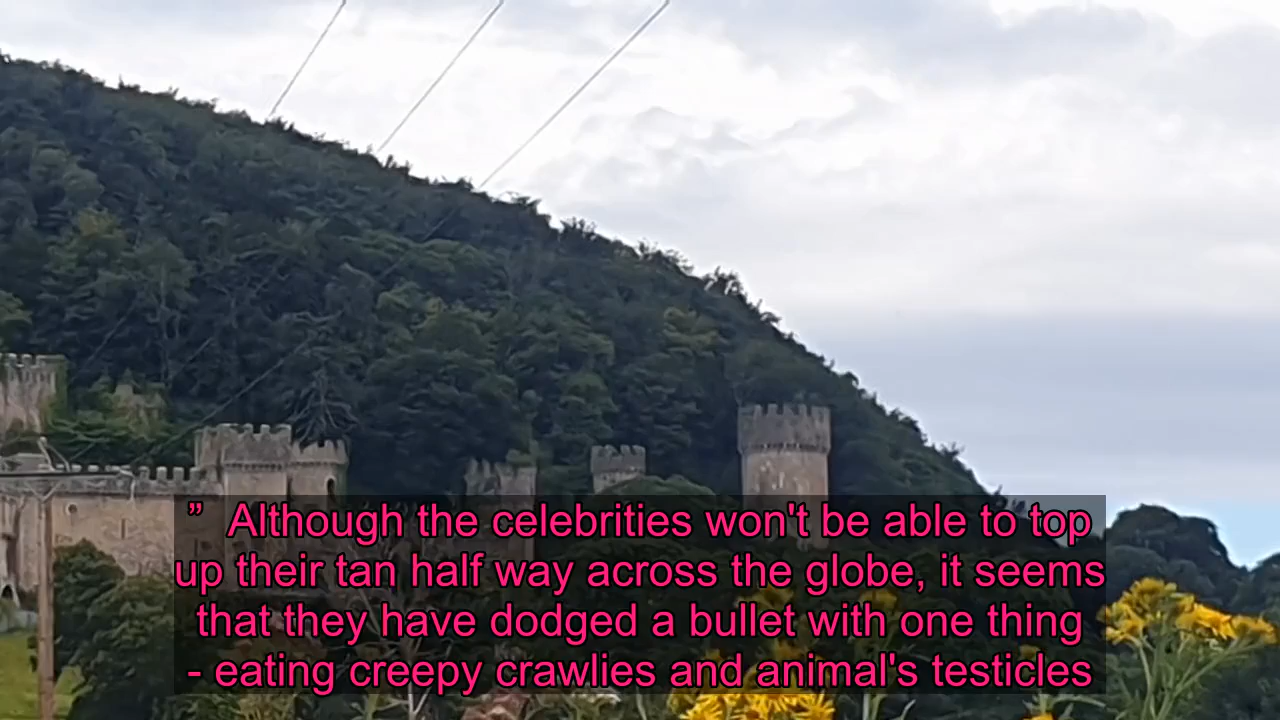 ” Although the celebrities won't be able to top
up their tan half way across the globe, it seems
that they have dodged a bullet with one thing
- eating creepy crawlies and animal's testicles